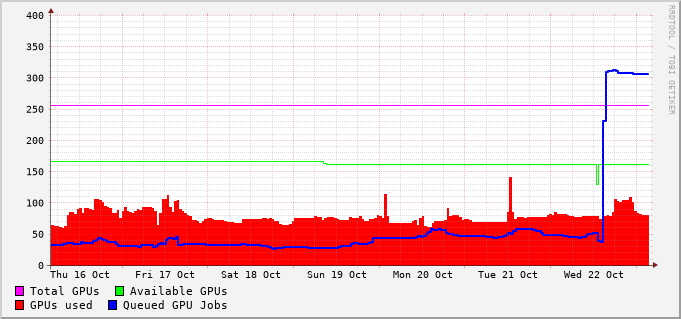 400
350
300
250
200
150
100
50
0
Thu 16 Oct Fri 17 Oct Sat 18 Oct Sun 19 Oct Mon 20 Oct Tue 21 Oct Wed 22 Oct
Total GPUs Available GPUs
GPUs used Queued GPU Jobs
RRDTOOL / TOBI OETIKER